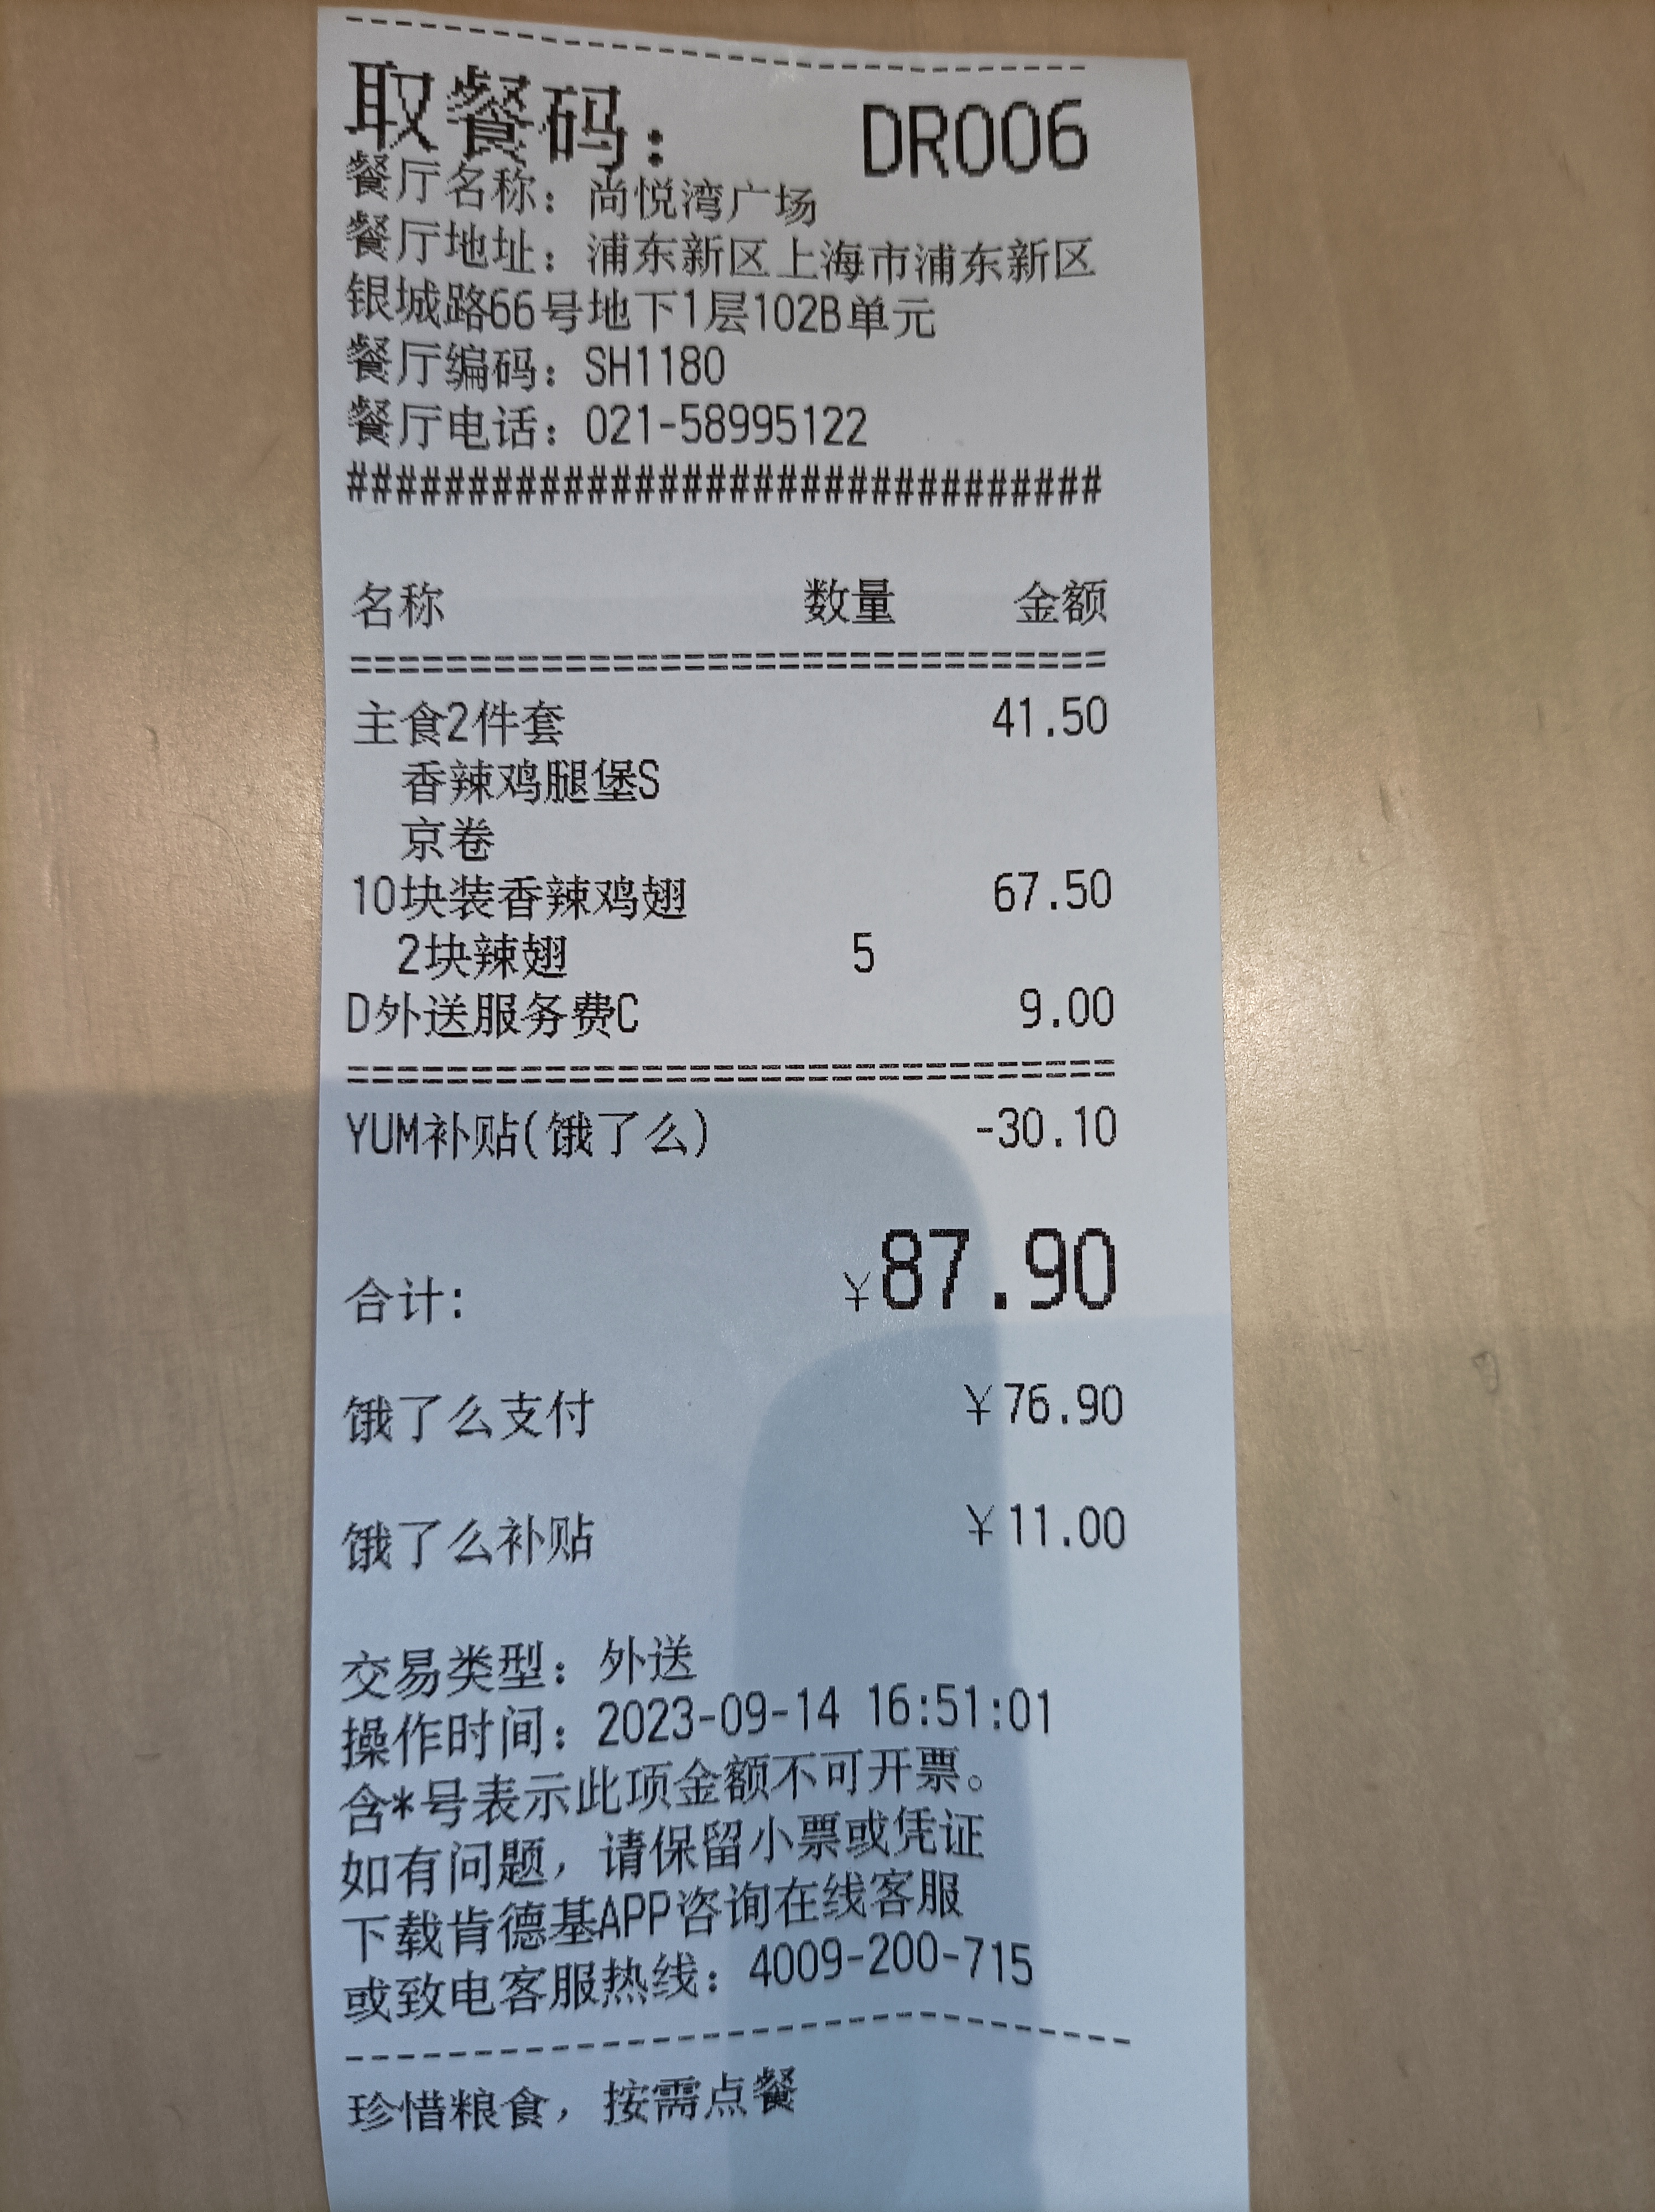 取餐码： DR006
餐厅名称：尚悦湾广场
餐厅地址：浦东新区上海市浦东新区
银城路66号地下1层102B单元
餐厅编码：SH1180
餐厅电话：021-58995122
################################
名称 数量 金额
================================
主食2件套 41.50
香辣鸡腿堡S
京卷
10块装香辣鸡翅 67.50
2块辣翅 5
D外送服务费C 9.00
================================
YUM补贴(饿了么) -30.10
合计: ¥87.90
饿了么支付 ¥76.90
饿了么补贴 ¥11.00
交易类型：外送
操作时间：2023-09-14 16:51:01
含*号表示此项金额不可开票。
如有问题，请保留小票或凭证
下载肯德基APP咨询在线客服
或致电客服热线：4009-200-715
--------------------------------
珍惜粮食，按需点餐